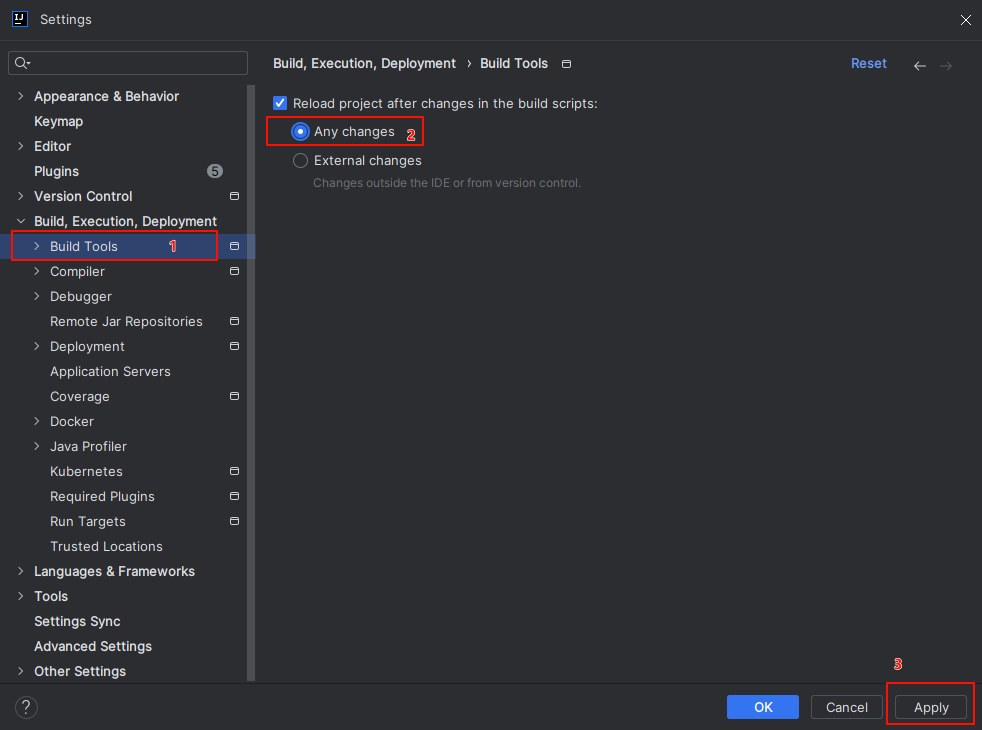 IJ Settings
Build, Execution, Deployment › Build Tools
Reset
Appearance & Behavior
Keymap
Editor
Plugins 5
Version Control
Build, Execution, Deployment
Build Tools 1
Compiler
Debugger
Remote Jar Repositories
Deployment
Application Servers
Coverage
Docker
Java Profiler
Kubernetes
Required Plugins
Run Targets
Trusted Locations
Languages & Frameworks
Tools
Settings Sync
Advanced Settings
Other Settings
Reload project after changes in the build scripts:
Any changes 2
External changes
Changes outside the IDE or from version control.
3
?
OK Cancel Apply